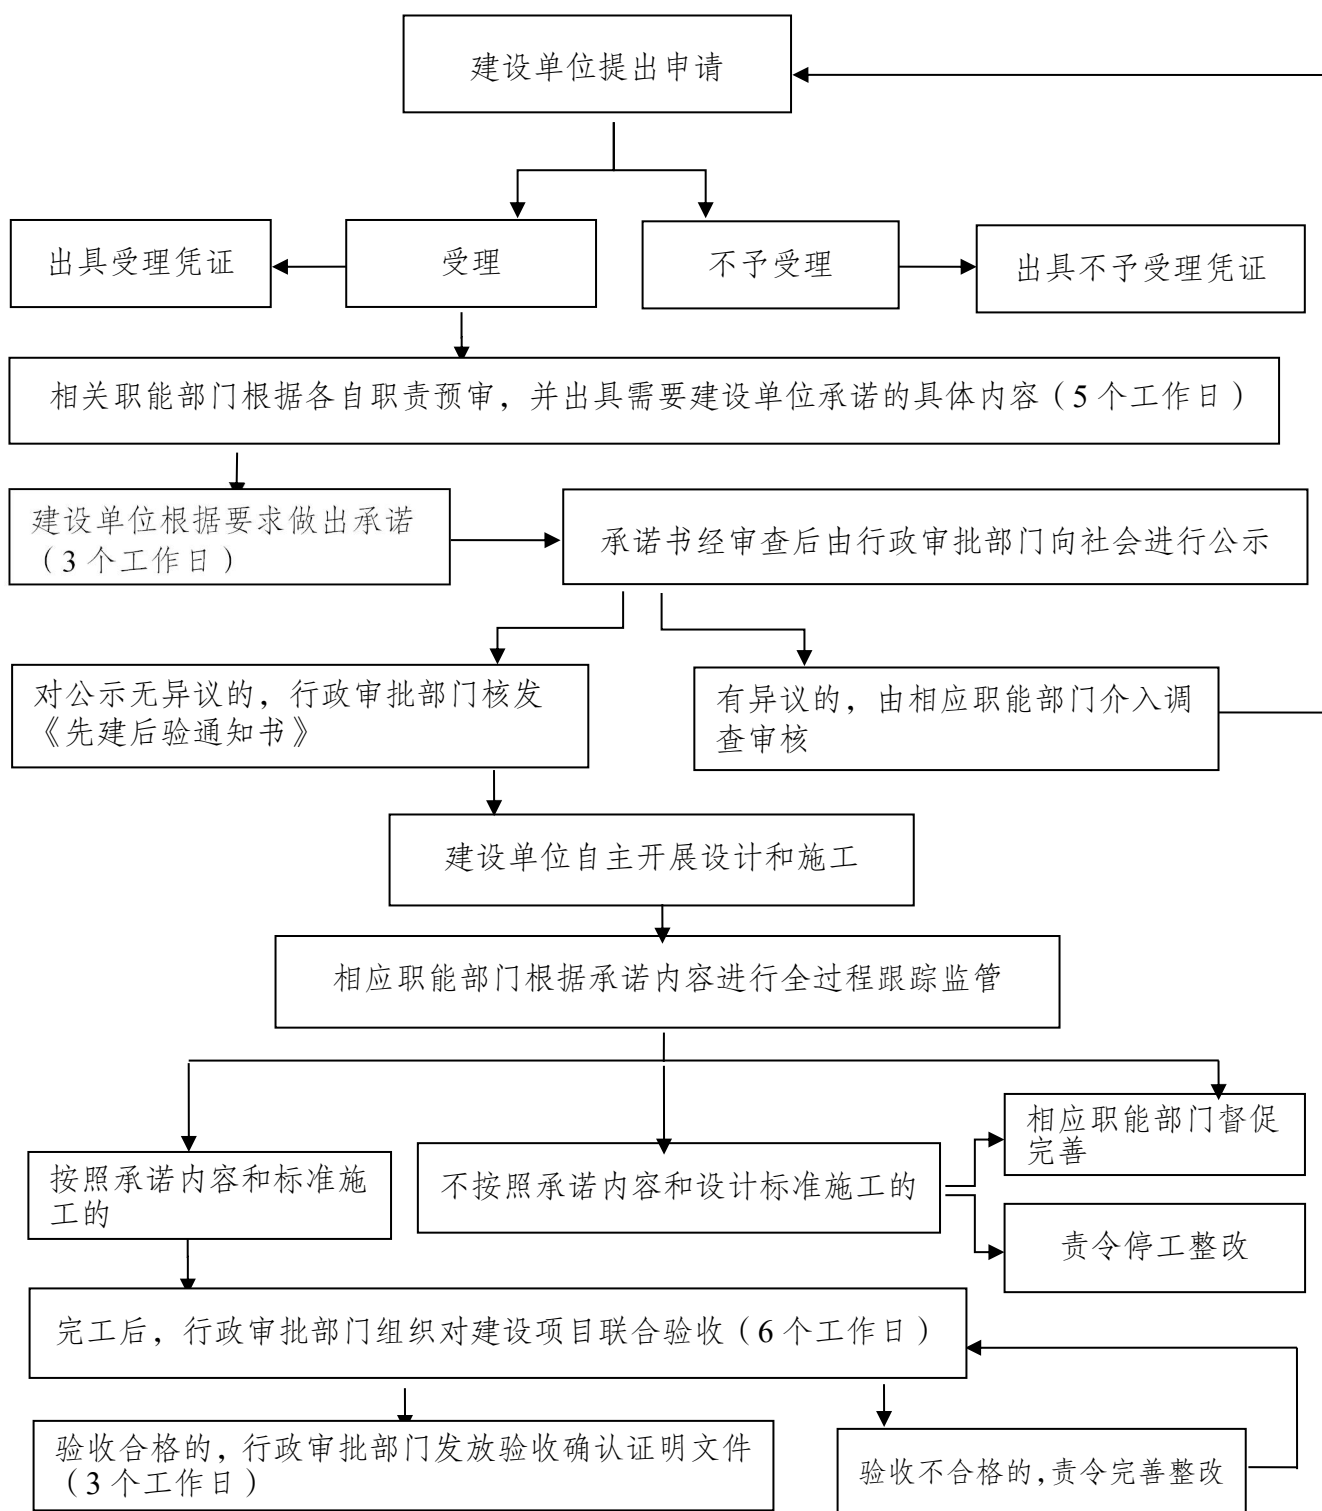 建设单位提出申请
出具受理凭证
受理
不予受理
出具不予受理凭证
相关职能部门根据各自职责预审，并出具需要建设单位承诺的具体内容（5 个工作日）
建设单位根据要求做出承诺
（3 个工作日）
承诺书经审查后由行政审批部门向社会进行公示
对公示无异议的，行政审批部门核发
《先建后验通知书》
有异议的，由相应职能部门介入调
查审核
建设单位自主开展设计和施工
相应职能部门根据承诺内容进行全过程跟踪监管
按照承诺内容和标准施
工的
不按照承诺内容和设计标准施工的
相应职能部门督促
完善
责令停工整改
完工后，行政审批部门组织对建设项目联合验收（6 个工作日）
验收合格的，行政审批部门发放验收确认证明文件
（3 个工作日）
验收不合格的，责令完善整改